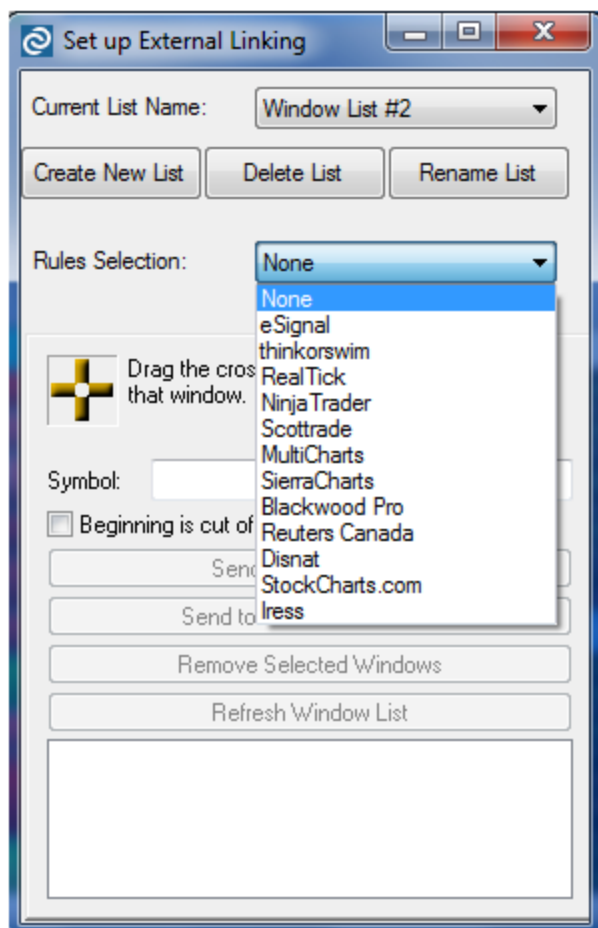 Set up External Linking
Current List Name: Window List #2
Create New List Delete List Rename List
Rules Selection: None
None
eSignal
thinkorswim
RealTick
NinjaTrader
Scottrade
MultiCharts
SierraCharts
Blackwood Pro
Reuters Canada
Disnat
StockCharts.com
Iress
Drag the cros
that window.
Symbol:
Beginning is cut of
Send
Send to
Remove Selected Windows
Refresh Window List